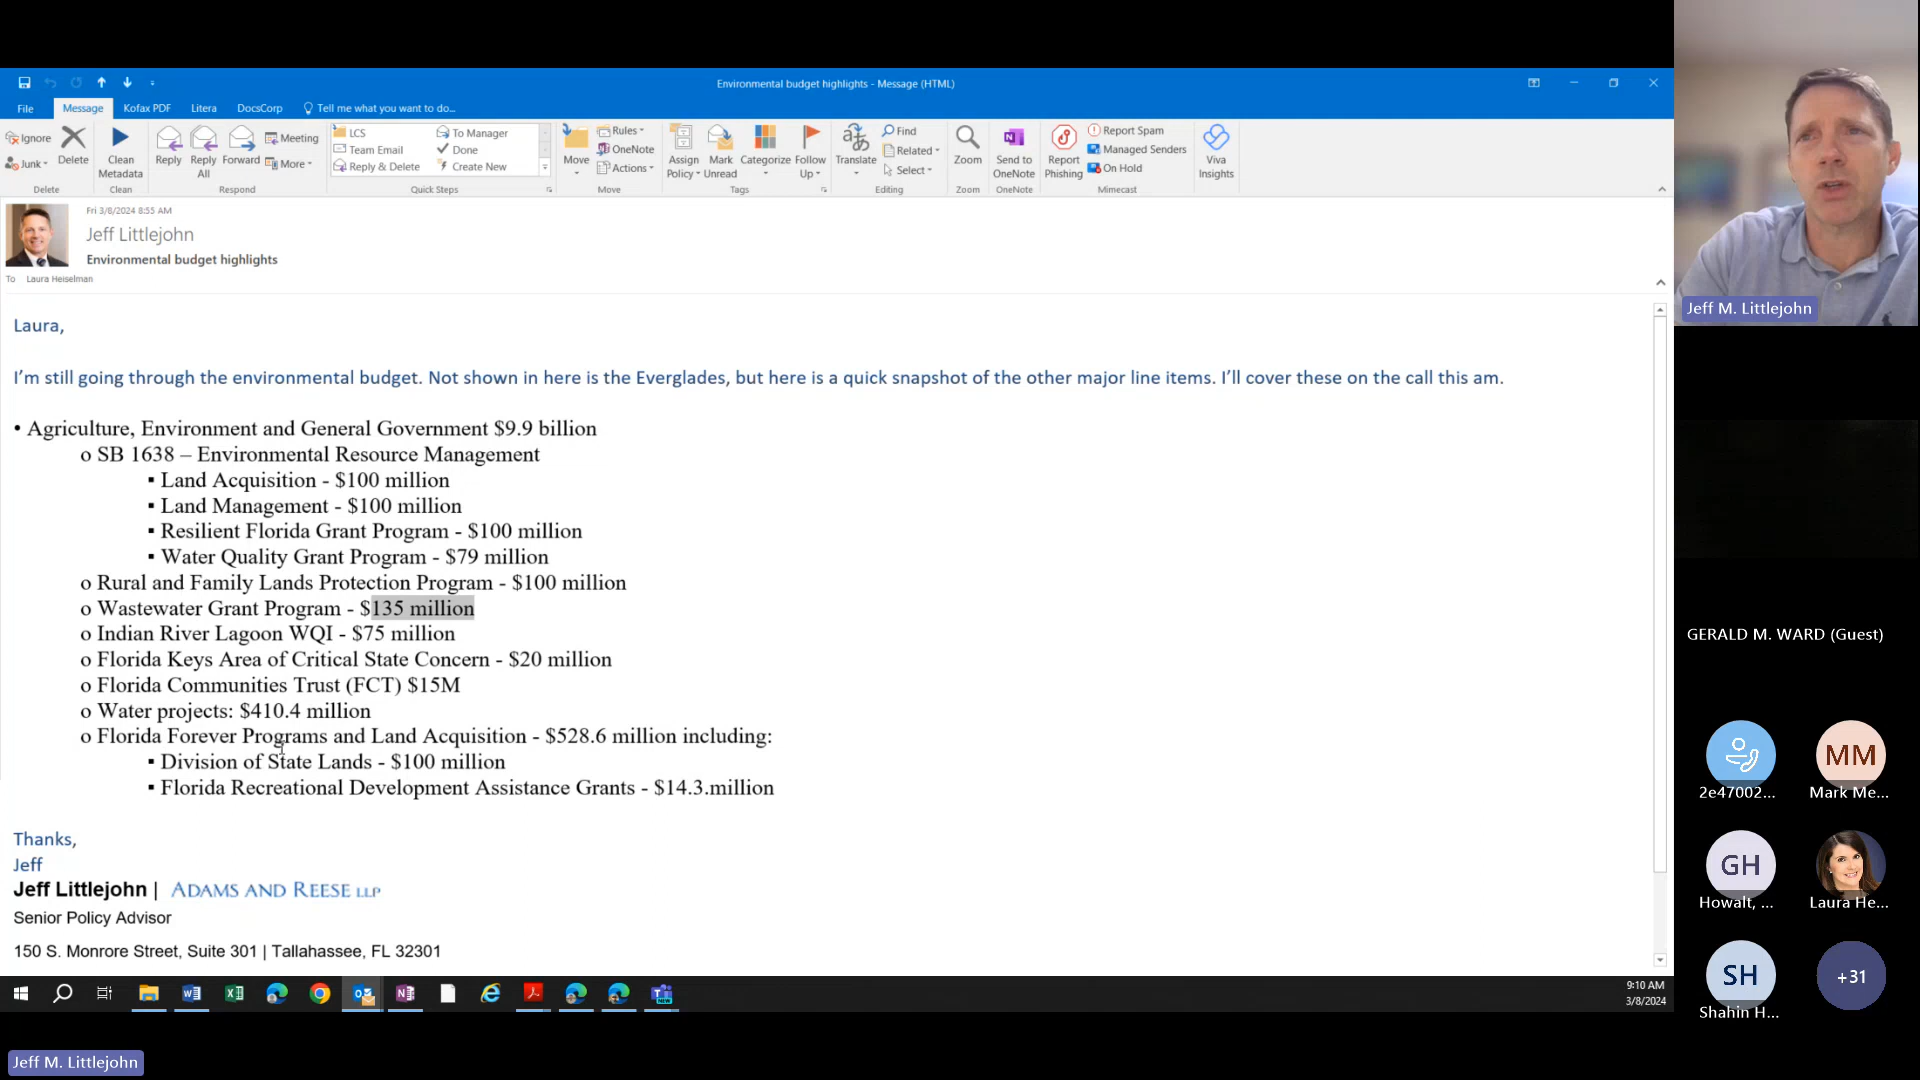 Environmental budget highlights - Message (HTML)
File Message Kofax PDF Litera DocsCorp Tell me what you want to do...
Ignore
Junk
Delete
Clean Metadata
Reply
Reply All
Forward
Meeting
More
LCS
Team Email
Reply & Delete
To Manager
Done
Create New
Move
Rules
OneNote
Actions
Assign Policy
Mark Unread
Categorize
Follow Up
Translate
Find
Related
Select
Zoom
Send to OneNote
Report Phishing
Report Spam
Managed Senders
On Hold
Viva Insights
Delete Clean Respond Quick Steps Move Tags Editing Zoom OneNote Mimecast
Fri 3/8/2024 8:55 AM
Jeff Littlejohn
Environmental budget highlights
To Laura Heiselman
Laura,
I'm still going through the environmental budget. Not shown in here is the Everglades, but here is a quick snapshot of the other major line items. I'll cover these on the call this am.
• Agriculture, Environment and General Government $9.9 billion
o SB 1638 – Environmental Resource Management
▪ Land Acquisition - $100 million
▪ Land Management - $100 million
▪ Resilient Florida Grant Program - $100 million
▪ Water Quality Grant Program - $79 million
o Rural and Family Lands Protection Program - $100 million
o Wastewater Grant Program - $135 million
o Indian River Lagoon WQI - $75 million
o Florida Keys Area of Critical State Concern - $20 million
o Florida Communities Trust (FCT) $15M
o Water projects: $410.4 million
o Florida Forever Programs and Land Acquisition - $528.6 million including:
▪ Division of State Lands - $100 million
▪ Florida Recreational Development Assistance Grants - $14.3.million
Thanks,
Jeff
Jeff Littlejohn | ADAMS AND REESE LLP
Senior Policy Advisor
150 S. Monrore Street, Suite 301 | Tallahassee, FL 32301
9:10 AM
3/8/2024
Jeff M. Littlejohn
Jeff M. Littlejohn
GERALD M. WARD (Guest)
2e47002...
MM
Mark Me...
GH
Howalt, ...
Laura He...
SH
Shahin H...
+31